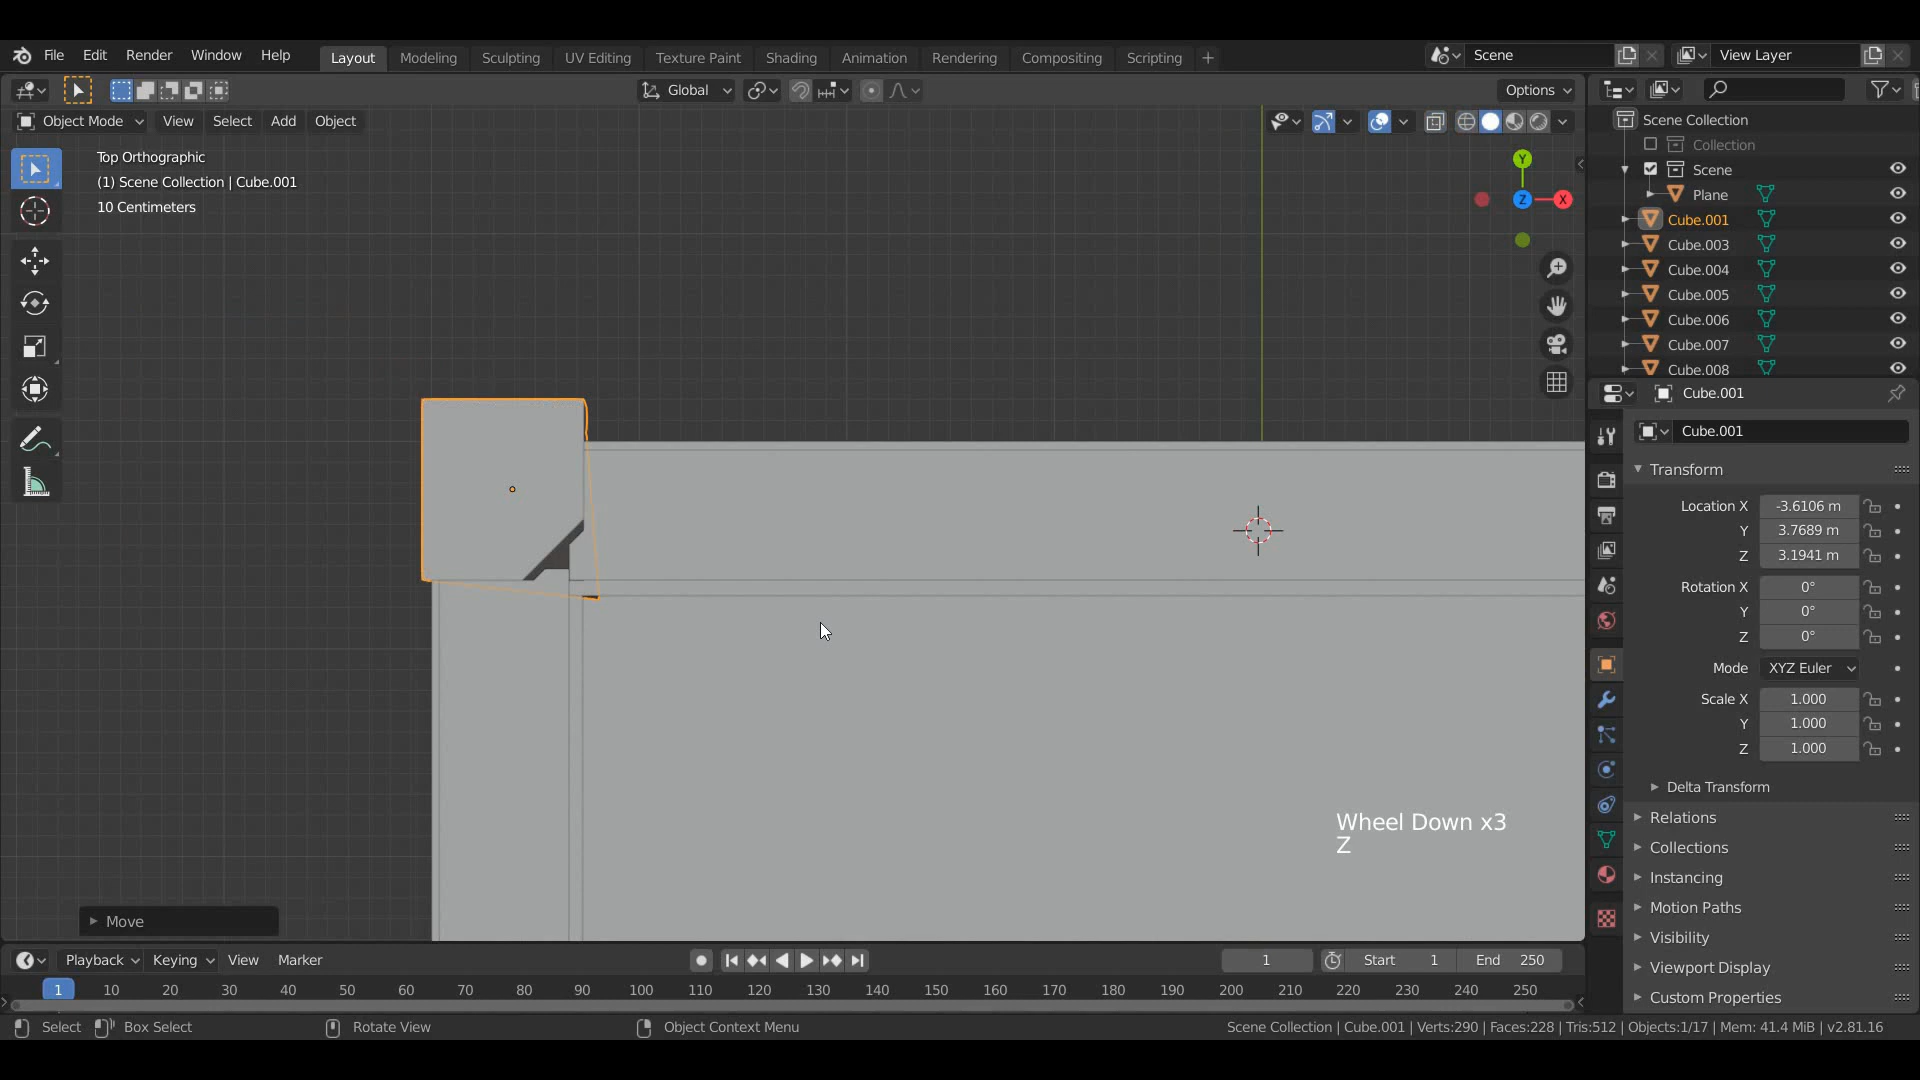 File Edit Render Window Help Layout Modeling Sculpting UV Editing Texture Paint Shading Animation Rendering Compositing Scripting + Scene View Layer
Global Options
Object Mode View Select Add Object
Top Orthographic
(1) Scene Collection | Cube.001
10 Centimeters
Y
Z X
Scene Collection
Collection
Scene
Plane
Cube.001
Cube.003
Cube.004
Cube.005
Cube.006
Cube.007
Cube.008
Cube.001
Cube.001
Transform
Location X -3.6106 m
Y 3.7689 m
Z 3.1941 m
Rotation X 0°
Y 0°
Z 0°
Mode XYZ Euler
Scale X 1.000
Y 1.000
Z 1.000
Delta Transform
Relations
Collections
Instancing
Motion Paths
Visibility
Viewport Display
Custom Properties
Wheel Down x3
Z
Move
Playback Keying View Marker 1 Start 1 End 250
1 10 20 30 40 50 60 70 80 90 100 110 120 130 140 150 160 170 180 190 200 210 220 230 240 250
Select Box Select Rotate View Object Context Menu Scene Collection | Cube.001 | Verts:290 | Faces:228 | Tris:512 | Objects:1/17 | Mem: 41.4 MiB | v2.81.16